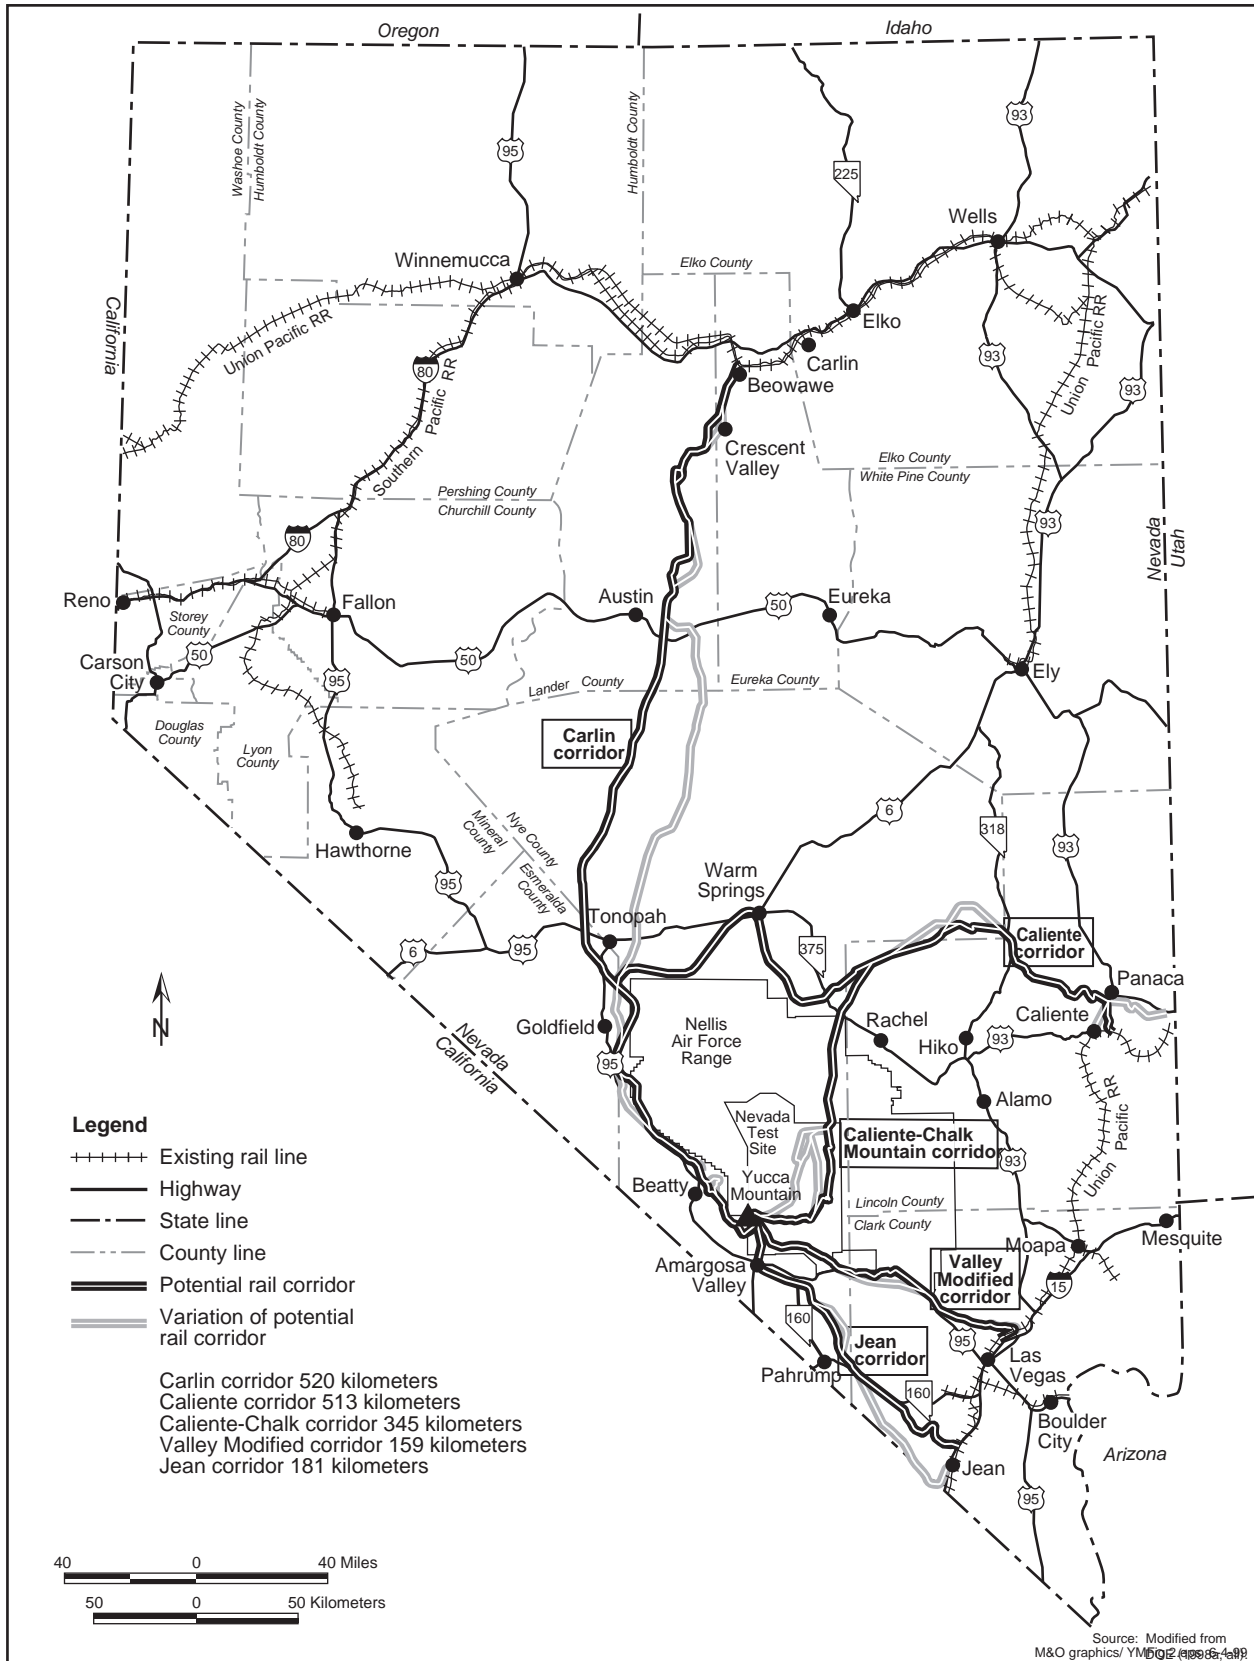 Oregon
Idaho
Washoe County
Humboldt County
Humboldt County
95
225
93
Wells
Winnemucca
Elko County
California
Union Pacific RR
Elko
Carlin
Beowawe
80
Southern Pacific RR
Union Pacific RR
93
93
Crescent
Valley
Elko County
White Pine County
Pershing County
Churchill County
80
93
Nevada
Utah
Reno
Fallon
Austin
50
Eureka
Storey
County
50
50
Carson
City
95
Ely
Lander County
Eureka County
Douglas
County
Lyon
County
Carlin
corridor
6
Mineral
County
Nye County
Esmeralda
County
318
93
Hawthorne
95
Warm
Springs
Tonopah
6
95
375
Caliente
corridor
Panaca
N
Nevada
California
Goldfield
95
Nellis
Air Force
Range
Rachel
Hiko
93
Caliente
Alamo
Nevada
Test
Site
Caliente-Chalk
Mountain corridor
93
Union Pacific RR
Legend
Existing rail line
Highway
State line
County line
Potential rail corridor
Variation of potential
rail corridor
Beatty
Yucca
Mountain
Lincoln County
Clark County
Moapa
Mesquite
Amargosa
Valley
Valley
Modified
corridor
15
160
95
Jean
corridor
Pahrump
Las
Vegas
160
Boulder
City
Arizona
Jean
95
Carlin corridor 520 kilometers
Caliente corridor 513 kilometers
Caliente-Chalk corridor 345 kilometers
Valley Modified corridor 159 kilometers
Jean corridor 181 kilometers
40 0 40 Miles
50 0 50 Kilometers
Source: Modified from
M&O graphics/